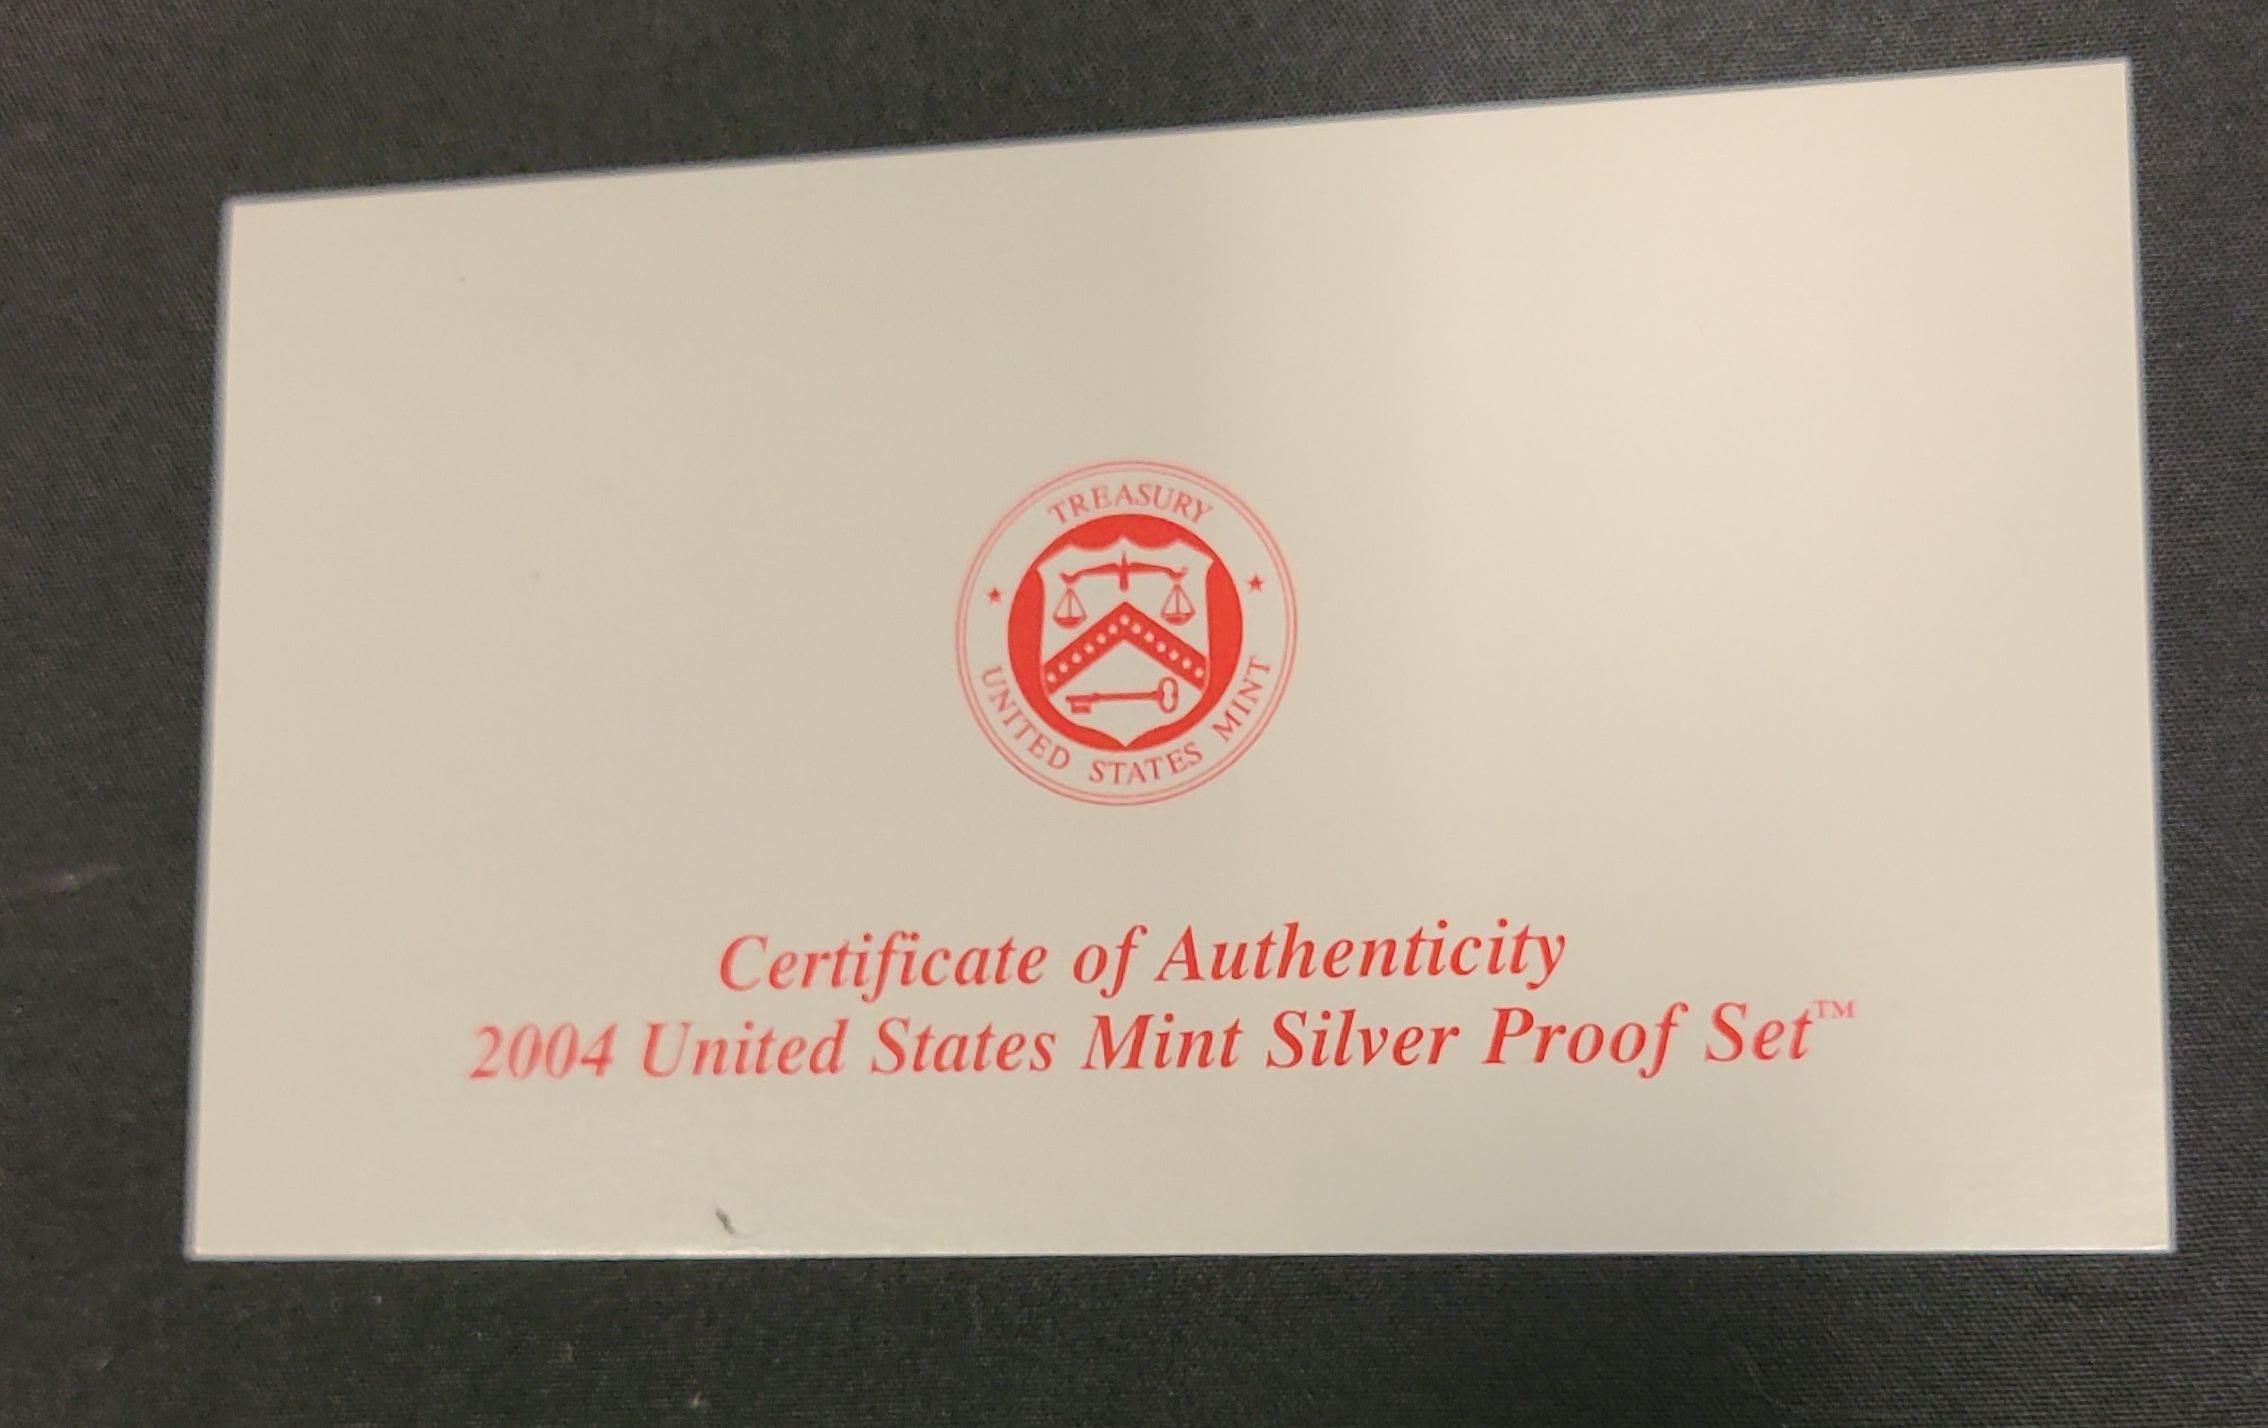 TREASURY
UNITED STATES MINT
Certificate of Authenticity
2004 United States Mint Silver Proof Set™